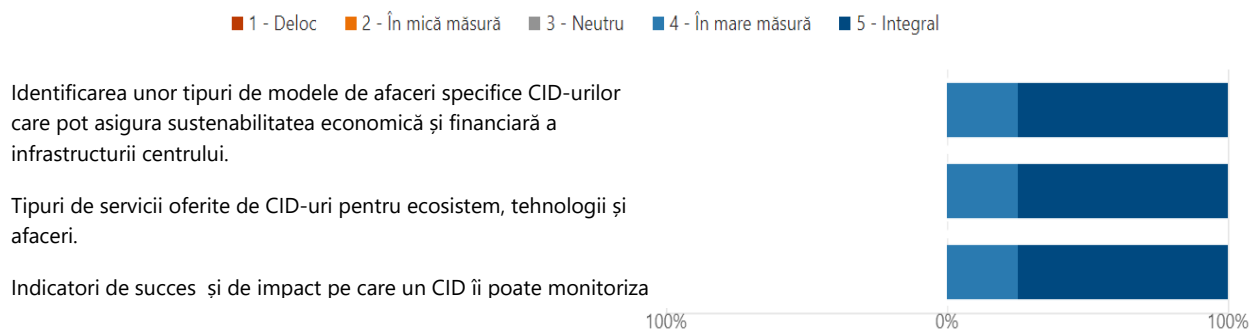 1 - Deloc 2 - În mică măsură 3 - Neutru 4 - În mare măsură 5 - Integral
Identificarea unor tipuri de modele de afaceri specifice CID-urilor
care pot asigura sustenabilitatea economică și financiară a
infrastructurii centrului.
Tipuri de servicii oferite de CID-uri pentru ecosistem, tehnologii și
afaceri.
Indicatori de succes și de impact pe care un CID îi poate monitoriza
100% 0% 100%